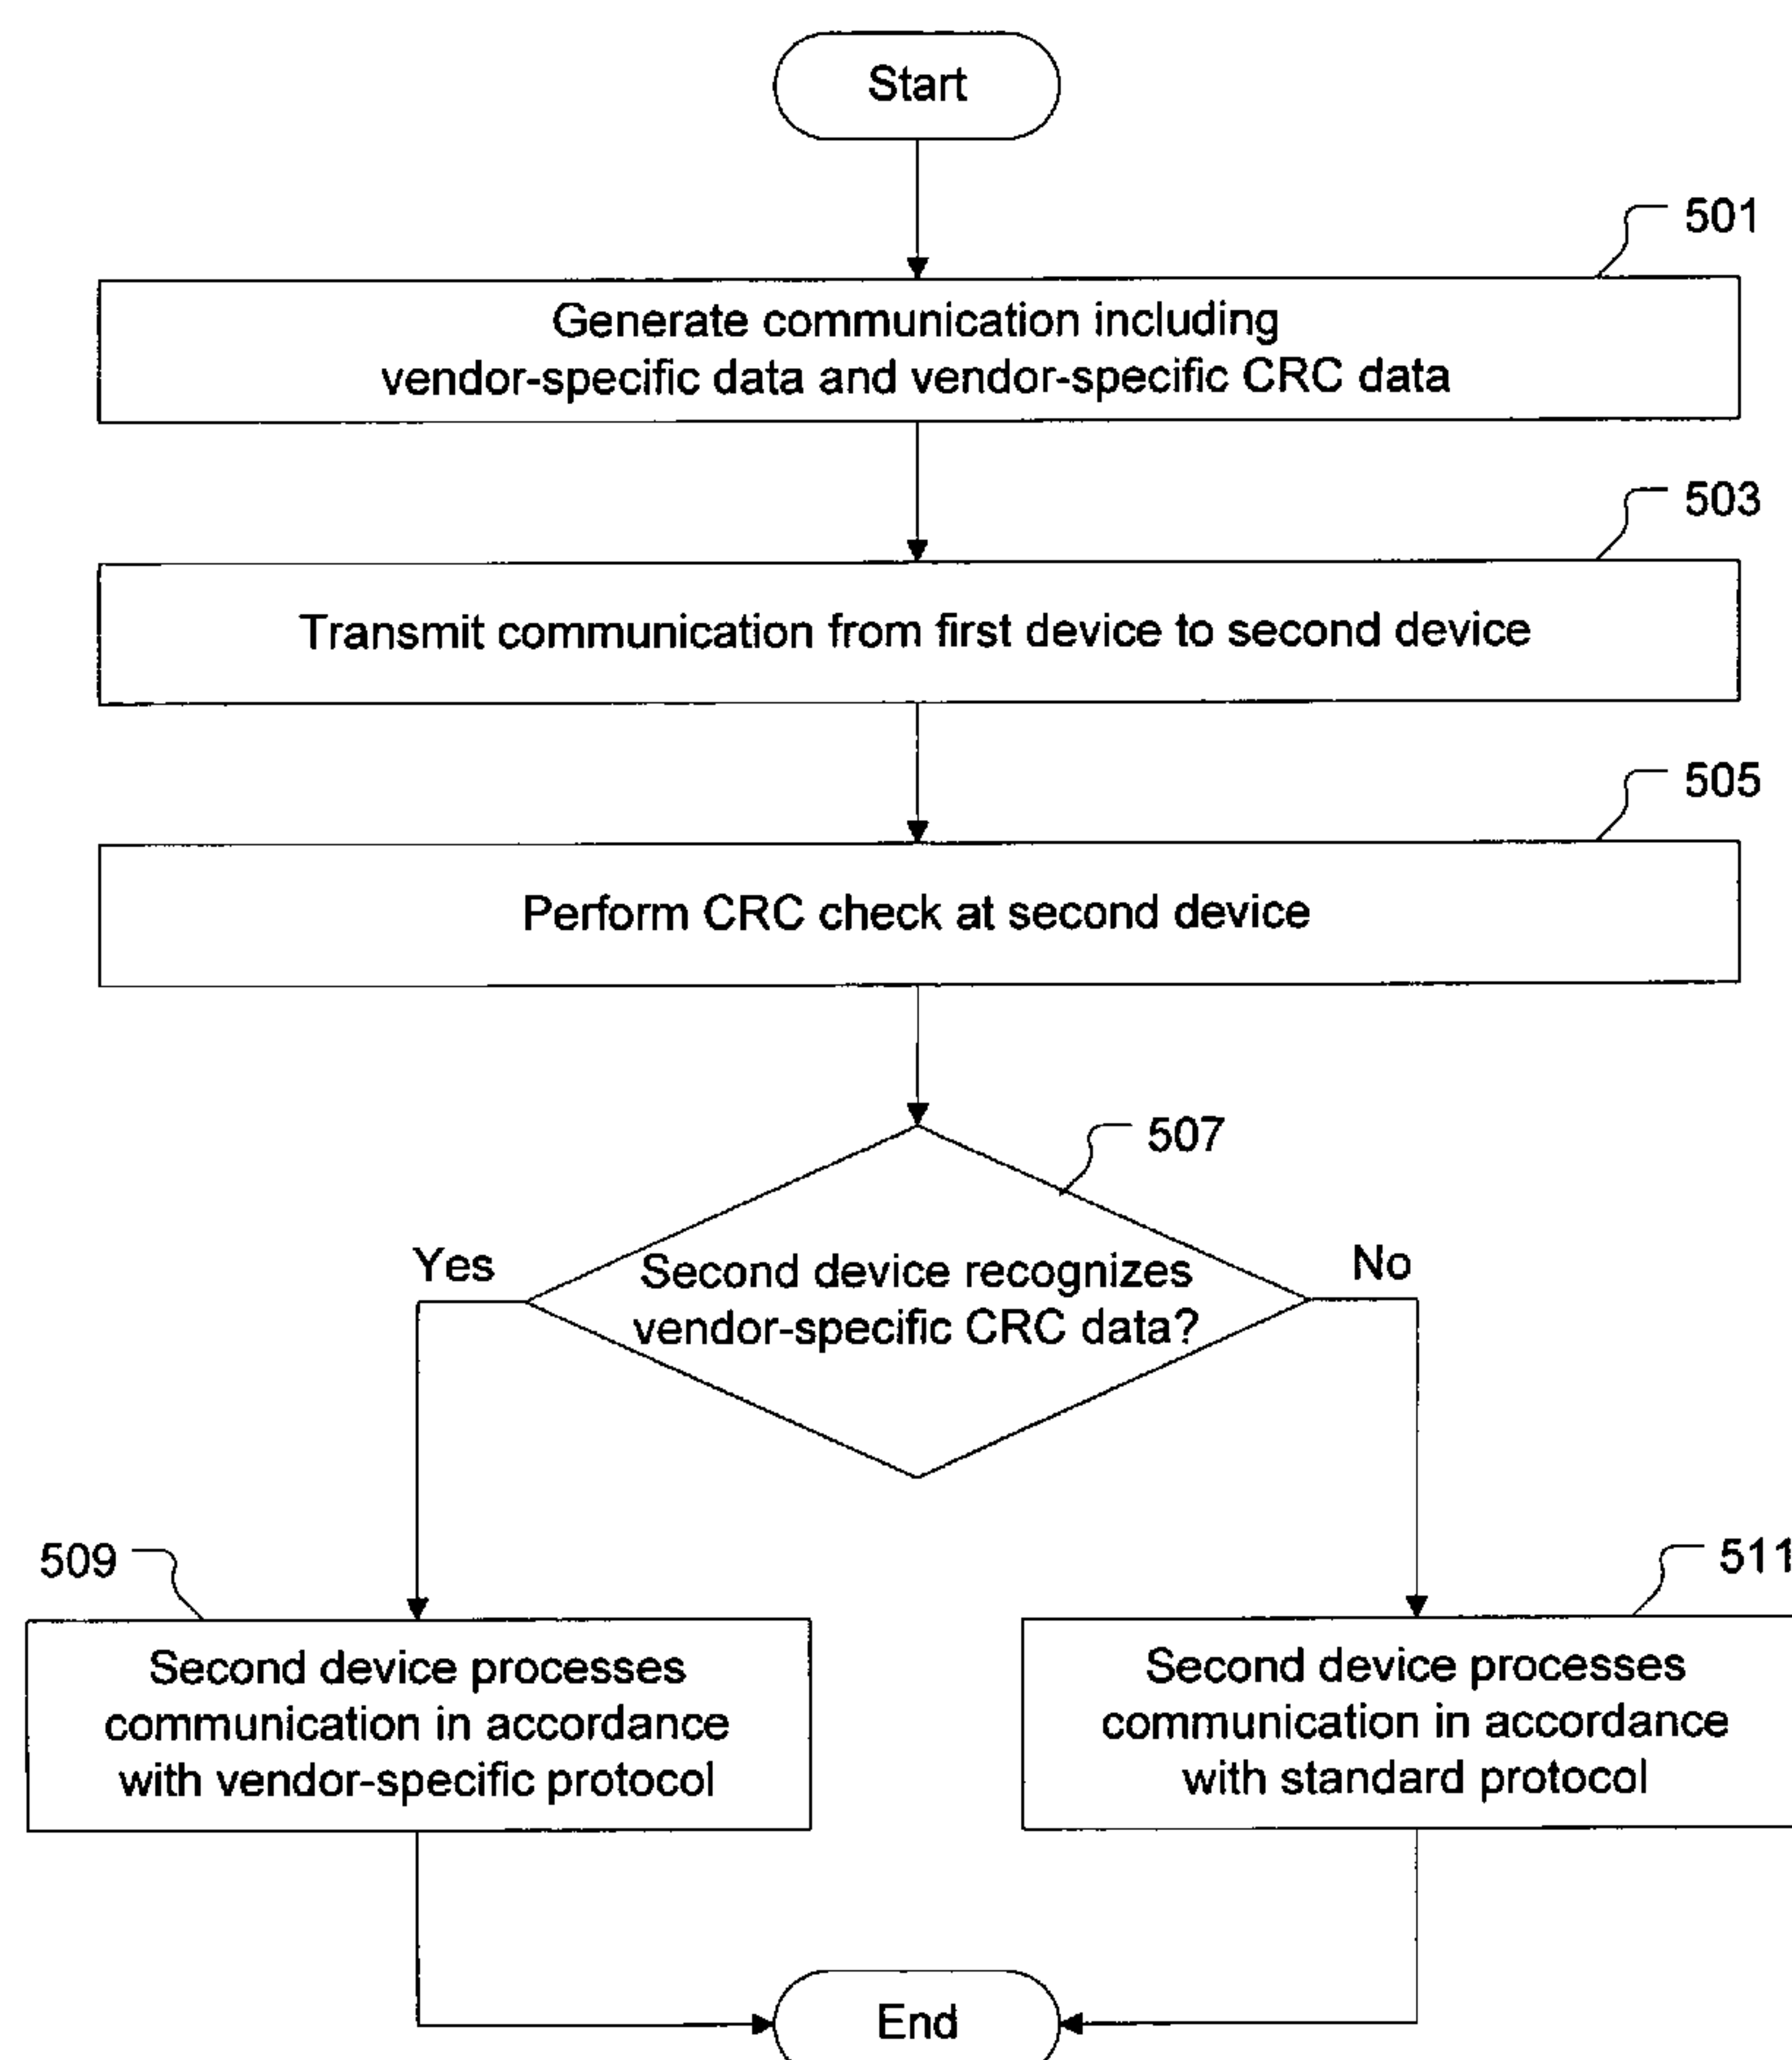 Start
501
Generate communication including
vendor-specific data and vendor-specific CRC data
503
Transmit communication from first device to second device
505
Perform CRC check at second device
507
Yes
Second device recognizes
vendor-specific CRC data?
No
509
Second device processes
communication in accordance
with vendor-specific protocol
511
Second device processes
communication in accordance
with standard protocol
End